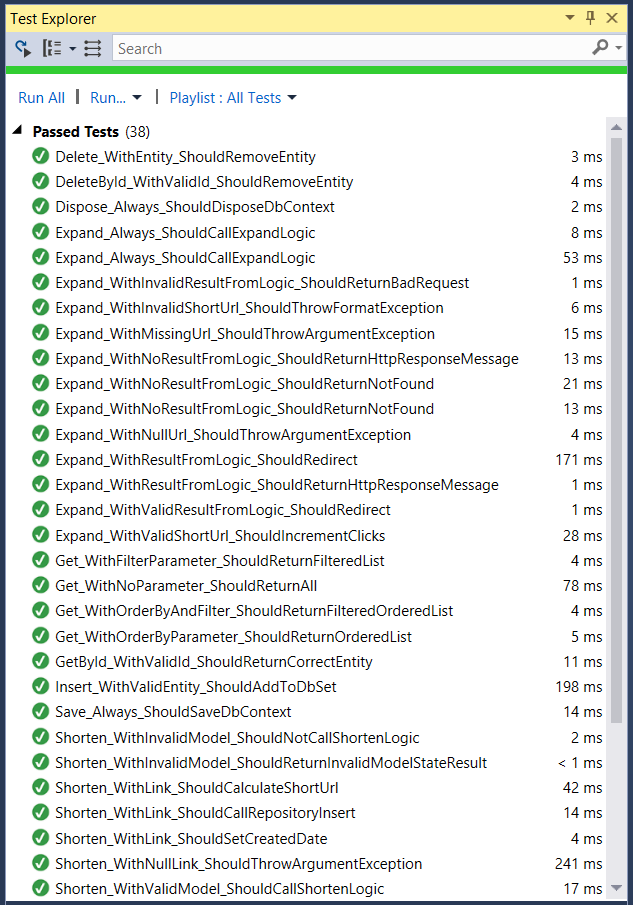 Test Explorer
Search
Run All | Run... | Playlist : All Tests
Passed Tests (38)
Delete_WithEntity_ShouldRemoveEntity 3 ms
DeleteById_WithValidId_ShouldRemoveEntity 4 ms
Dispose_Always_ShouldDisposeDbContext 2 ms
Expand_Always_ShouldCallExpandLogic 8 ms
Expand_Always_ShouldCallExpandLogic 53 ms
Expand_WithInvalidResultFromLogic_ShouldReturnBadRequest 1 ms
Expand_WithInvalidShortUrl_ShouldThrowFormatException 6 ms
Expand_WithMissingUrl_ShouldThrowArgumentException 15 ms
Expand_WithNoResultFromLogic_ShouldReturnHttpResponseMessage 13 ms
Expand_WithNoResultFromLogic_ShouldReturnNotFound 21 ms
Expand_WithNoResultFromLogic_ShouldReturnNotFound 13 ms
Expand_WithNullUrl_ShouldThrowArgumentException 4 ms
Expand_WithResultFromLogic_ShouldRedirect 171 ms
Expand_WithResultFromLogic_ShouldReturnHttpResponseMessage 1 ms
Expand_WithValidResultFromLogic_ShouldRedirect 1 ms
Expand_WithValidShortUrl_ShouldIncrementClicks 28 ms
Get_WithFilterParameter_ShouldReturnFilteredList 4 ms
Get_WithNoParameter_ShouldReturnAll 78 ms
Get_WithOrderByAndFilter_ShouldReturnFilteredOrderedList 4 ms
Get_WithOrderByParameter_ShouldReturnOrderedList 5 ms
GetById_WithValidId_ShouldReturnCorrectEntity 11 ms
Insert_WithValidEntity_ShouldAddToDbSet 198 ms
Save_Always_ShouldSaveDbContext 14 ms
Shorten_WithInvalidModel_ShouldNotCallShortenLogic 2 ms
Shorten_WithInvalidModel_ShouldReturnInvalidModelStateResult < 1 ms
Shorten_WithLink_ShouldCalculateShortUrl 42 ms
Shorten_WithLink_ShouldCallRepositoryInsert 14 ms
Shorten_WithLink_ShouldSetCreatedDate 4 ms
Shorten_WithNullLink_ShouldThrowArgumentException 241 ms
Shorten_WithValidModel_ShouldCallShortenLogic 17 ms